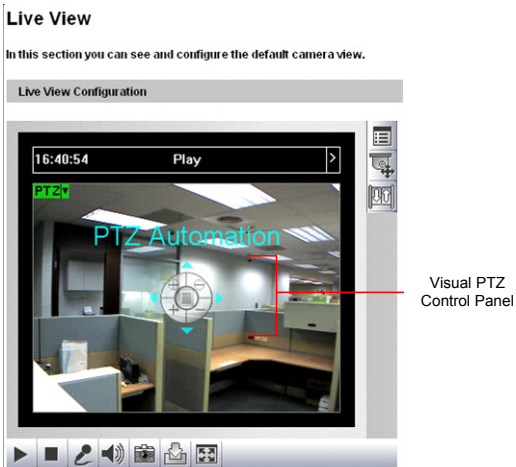 Live View
In this section you can see and configure the default camera view.
Live View Configuration
16:40:54 Play >
PTZ
PTZ Automation
Visual PTZ
Control Panel